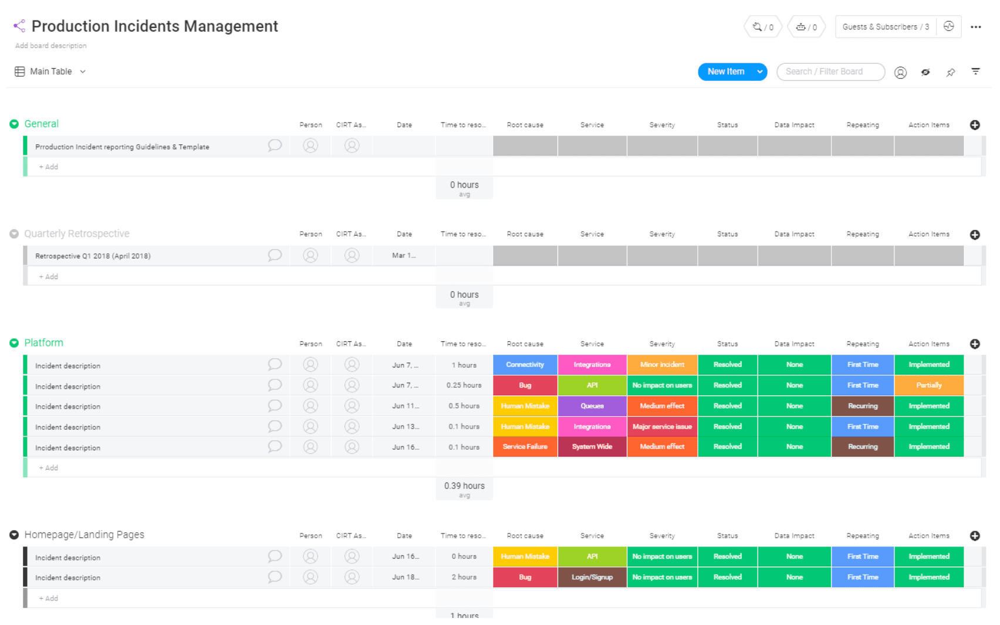 Production Incidents Management
/ 0
/ 0
Guests & Subscribers / 3
Add board description
Main Table
New Item
Search / Filter Board
General Person CIRT As... Date Time to reso... Root cause Service Severity Status Data Impact Repeating Action Items
Prroduction Incident reporting Guidelines & Template
+ Add
0 hours
avg
Quarterly Retrospective Person CIRT As... Date Time to reso... Root cause Service Severity Status Data Impact Repeating Action Items
Retrospective Q1 2018 (April 2018) Mar 1...
+ Add
0 hours
avg
Platform Person CIRT As... Date Time to reso... Root cause Service Severity Status Data Impact Repeating Action Items
Incident description Jun 7, ... 1 hours Connectivity Integrations Minor incident Resolved None First Time Implemented
Incident description Jun 7, ... 0.25 hours Bug API No impact on users Resolved None First Time Partially
Incident description Jun 11... 0.5 hours Human Mistake Queues Medium effect Resolved None Recurring Implemented
Incident description Jun 13... 0.1 hours Human Mistake Integrations Major service issue Resolved None First Time Implemented
Incident description Jun 16... 0.1 hours Service Failure System Wide Medium effect Resolved None Recurring Implemented
+ Add
0.39 hours
avg
Homepage/Landing Pages Person CIRT As... Date Time to reso... Root cause Service Severity Status Data Impact Repeating Action Items
Incident description Jun 16... 0 hours Human Mistake API No impact on users Resolved None First Time Implemented
Incident description Jun 18... 2 hours Bug Login/Signup No impact on users Resolved None First Time Implemented
+ Add
1 hours